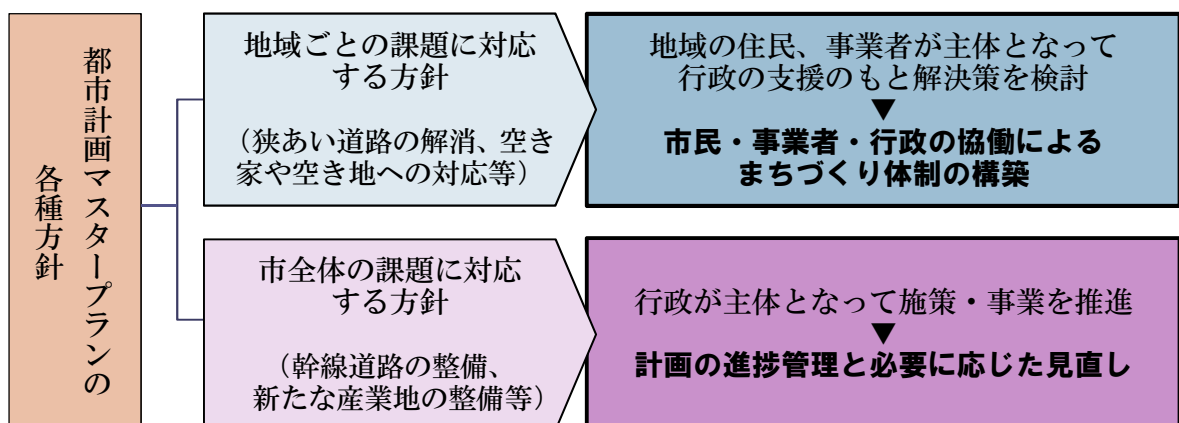 都市計画マスタープランの
各種方針
地域ごとの課題に対応
する方針
（狭あい道路の解消、空き
家や空き地への対応等）
地域の住民、事業者が主体となって
行政の支援のもと解決策を検討
▼
市民・事業者・行政の協働による
まちづくり体制の構築
市全体の課題に対応
する方針
（幹線道路の整備、
新たな産業地の整備等）
行政が主体となって施策・事業を推進
▼
計画の進捗管理と必要に応じた見直し